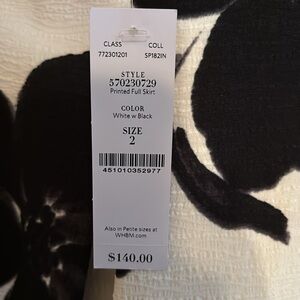 CLASS COLL
772301201 SP182IN
STYLE
570230729
Printed Full Skirt
COLOR
White w Black
SIZE
2
451010352977
Also in Petite sizes at
WHBM.com
$140.00